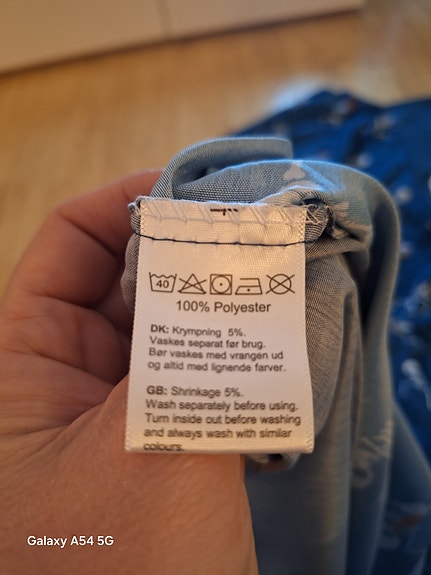 40
100% Polyester
DK: Krympning 5%.
Vaskes separat før brug.
Bør vaskes med vrangen ud
og altid med lignende farver.
GB: Shrinkage 5%.
Wash separately before using.
Turn inside out before washing
and always wash with similar
colours.
Galaxy A54 5G